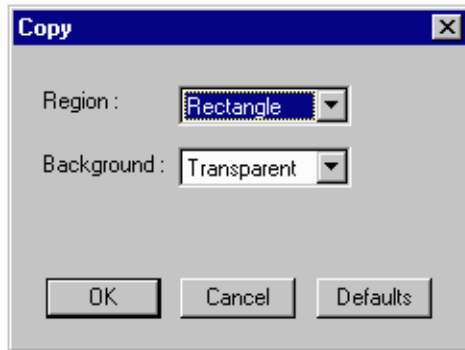 Copy
Region : Rectangle
Background : Transparent
OK Cancel Defaults